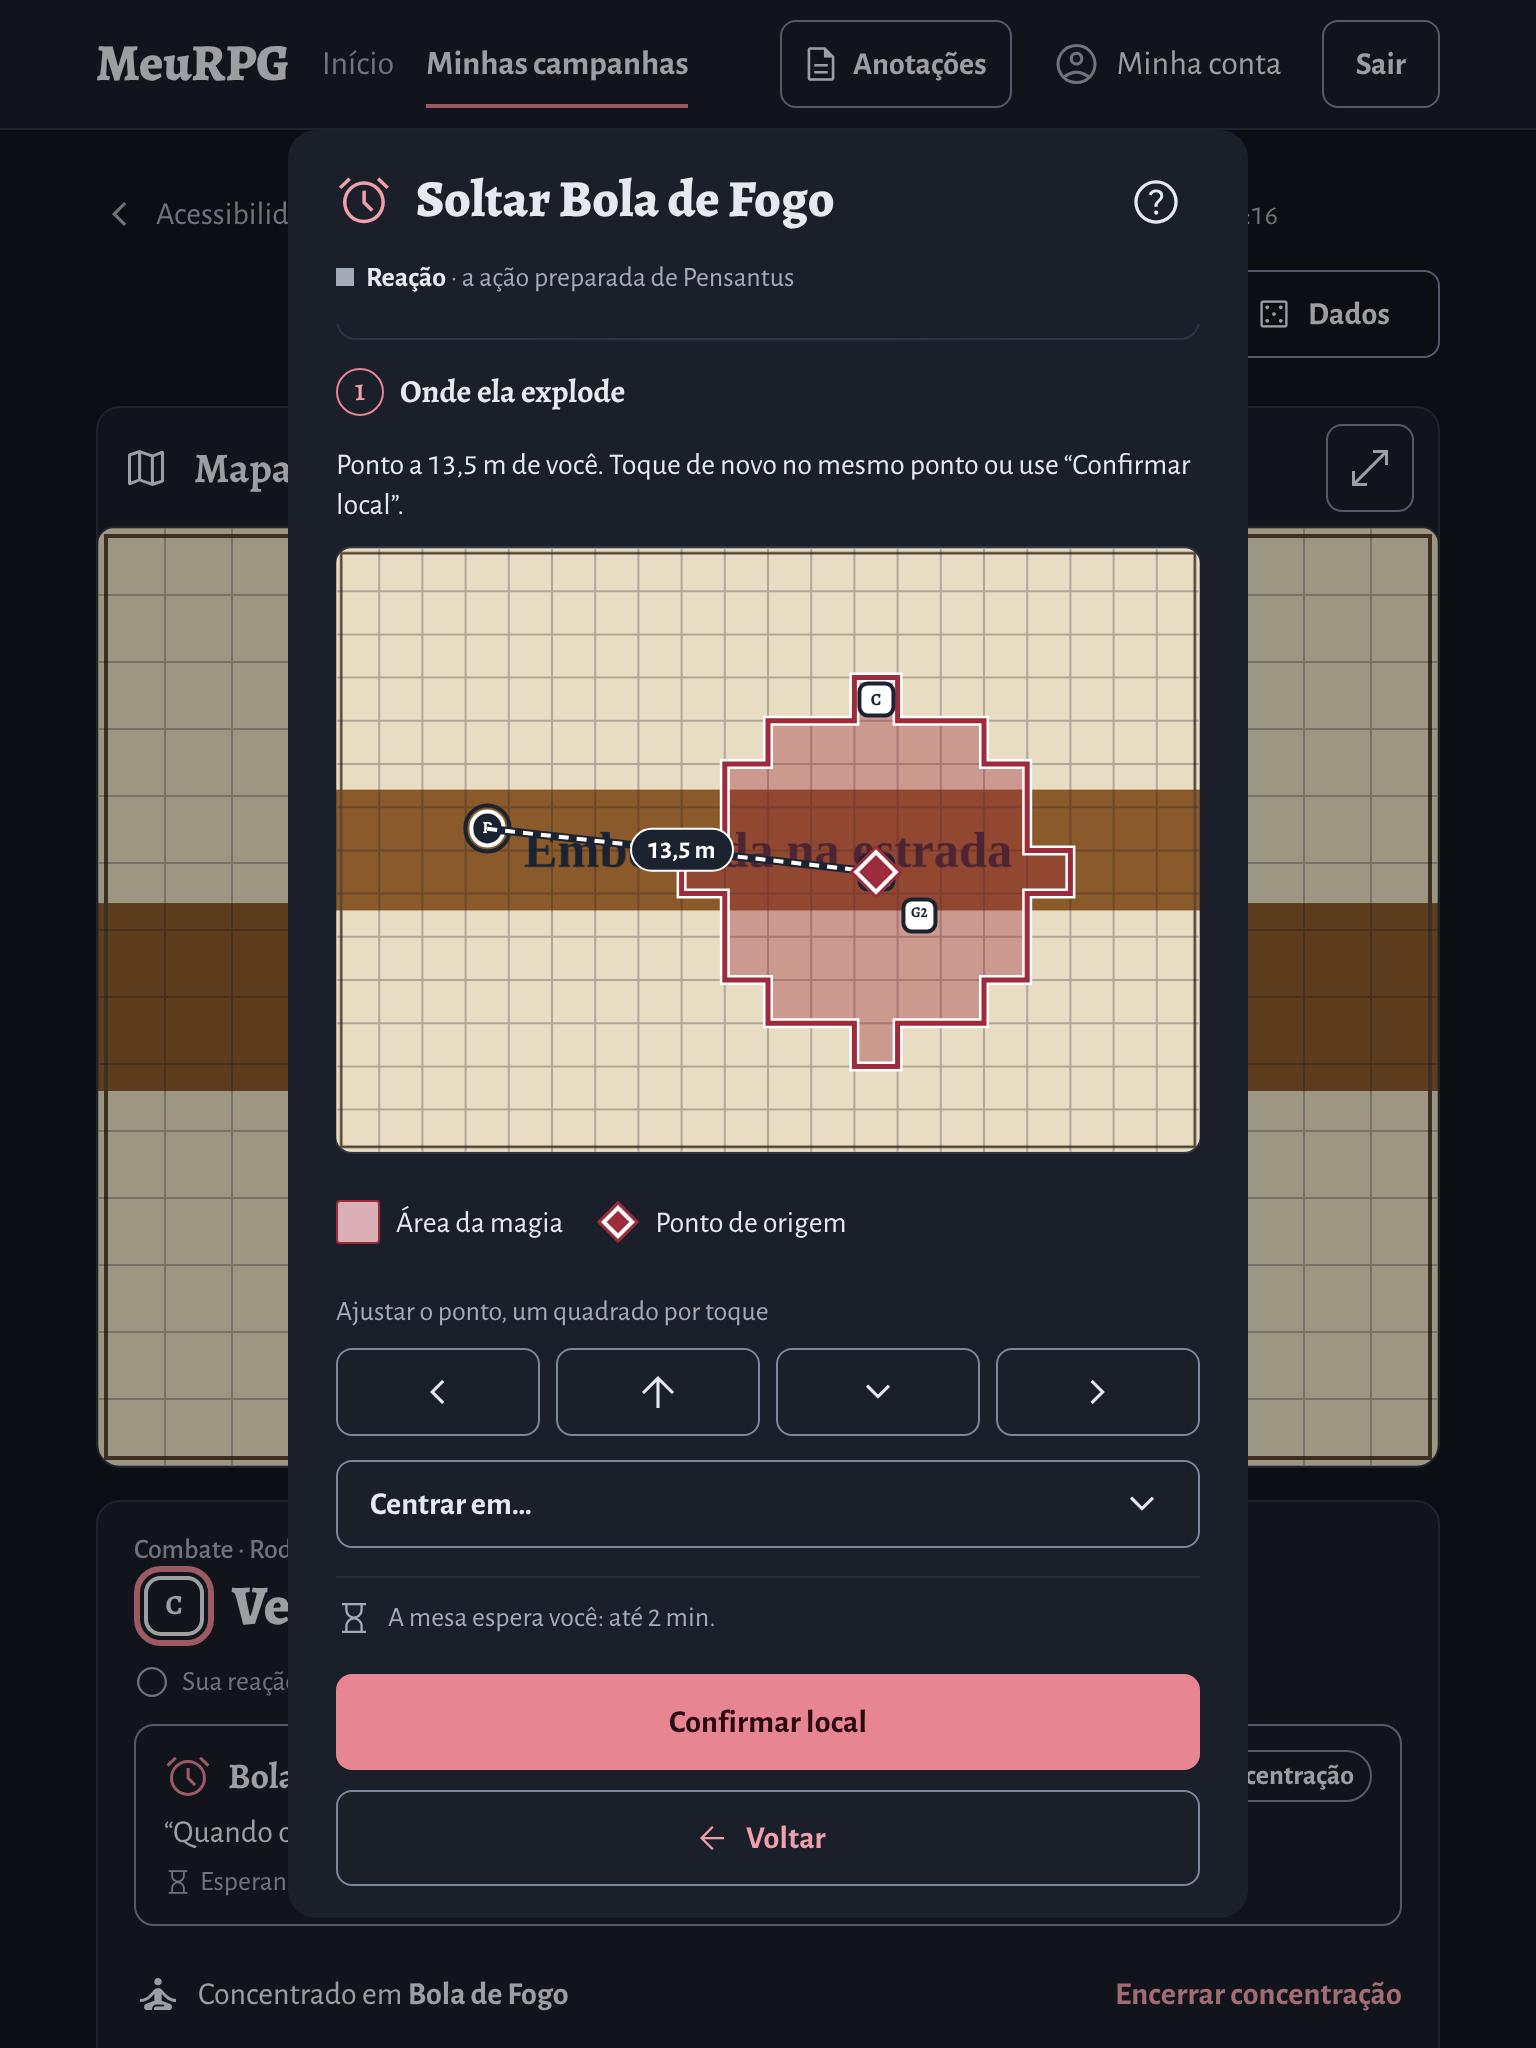 MeuRPG
Início
Minhas campanhas
Anotações
Minha conta
Sair
Acessibilid
:16
Soltar Bola de Fogo
Reação · a ação preparada de Pensantus
Dados
Mapa
1 Onde ela explode
Ponto a 13,5 m de você. Toque de novo no mesmo ponto ou use “Confirmar
local”.
C
13,5 m
Emb da na estrada
G2
Área da magia
Ponto de origem
Ajustar o ponto, um quadrado por toque
Centrar em...
Combate · Rod
C
Ve
A mesa espera você: até 2 min.
Sua reaçã
Confirmar local
Bola
centração
“Quando o
Voltar
Esperan
Concentrado em Bola de Fogo
Encerrar concentração